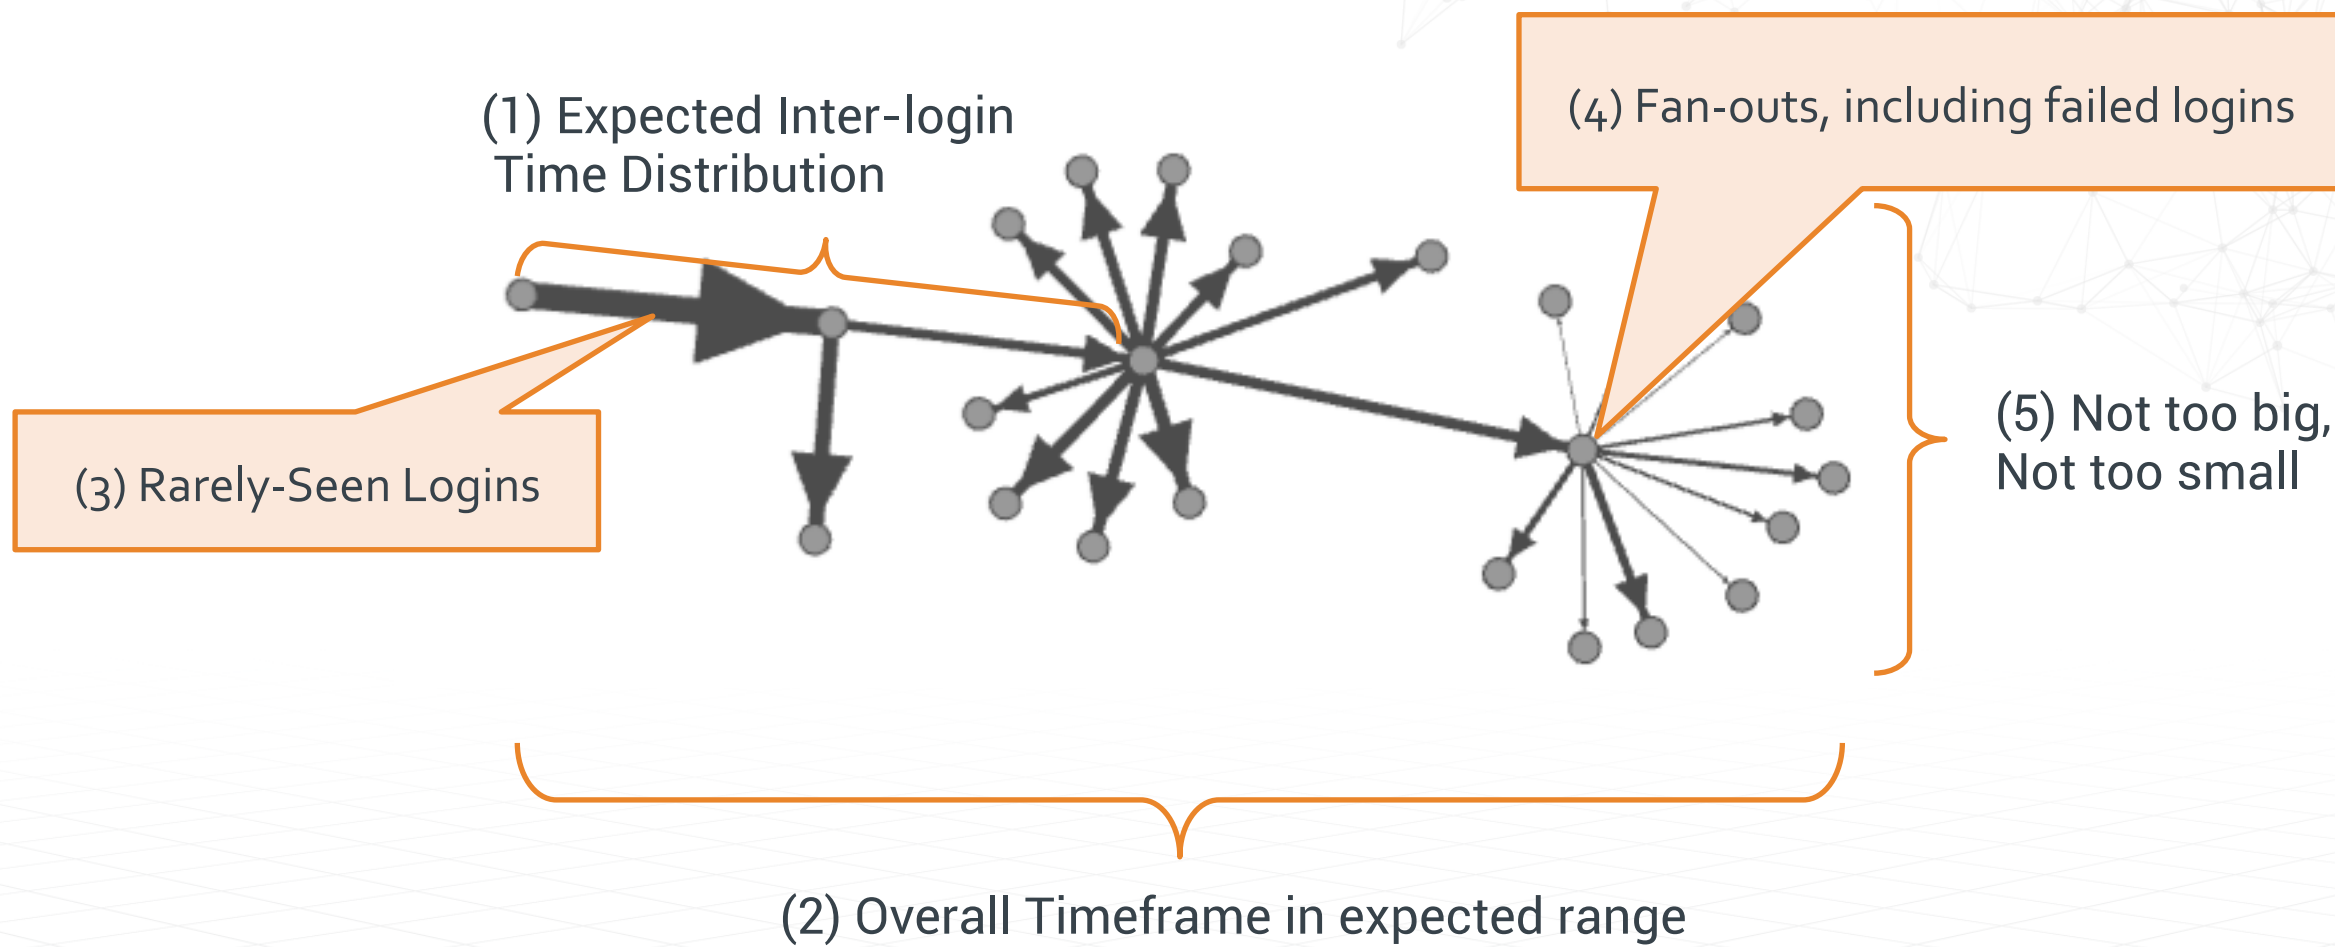 (1) Expected Inter-login
Time Distribution
(4) Fan-outs, including failed logins
(3) Rarely-Seen Logins
(5) Not too big,
Not too small
(2) Overall Timeframe in expected range